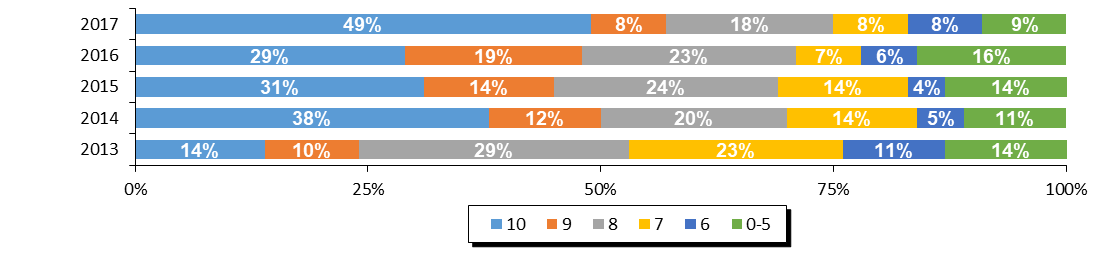 2017 49% 8% 18% 8% 8% 9%
2016 29% 19% 23% 7% 6% 16%
2015 31% 14% 24% 14% 4% 14%
2014 38% 12% 20% 14% 5% 11%
2013 14% 10% 29% 23% 11% 14%
0% 25% 50% 75% 100%
10 9 8 7 6 0-5